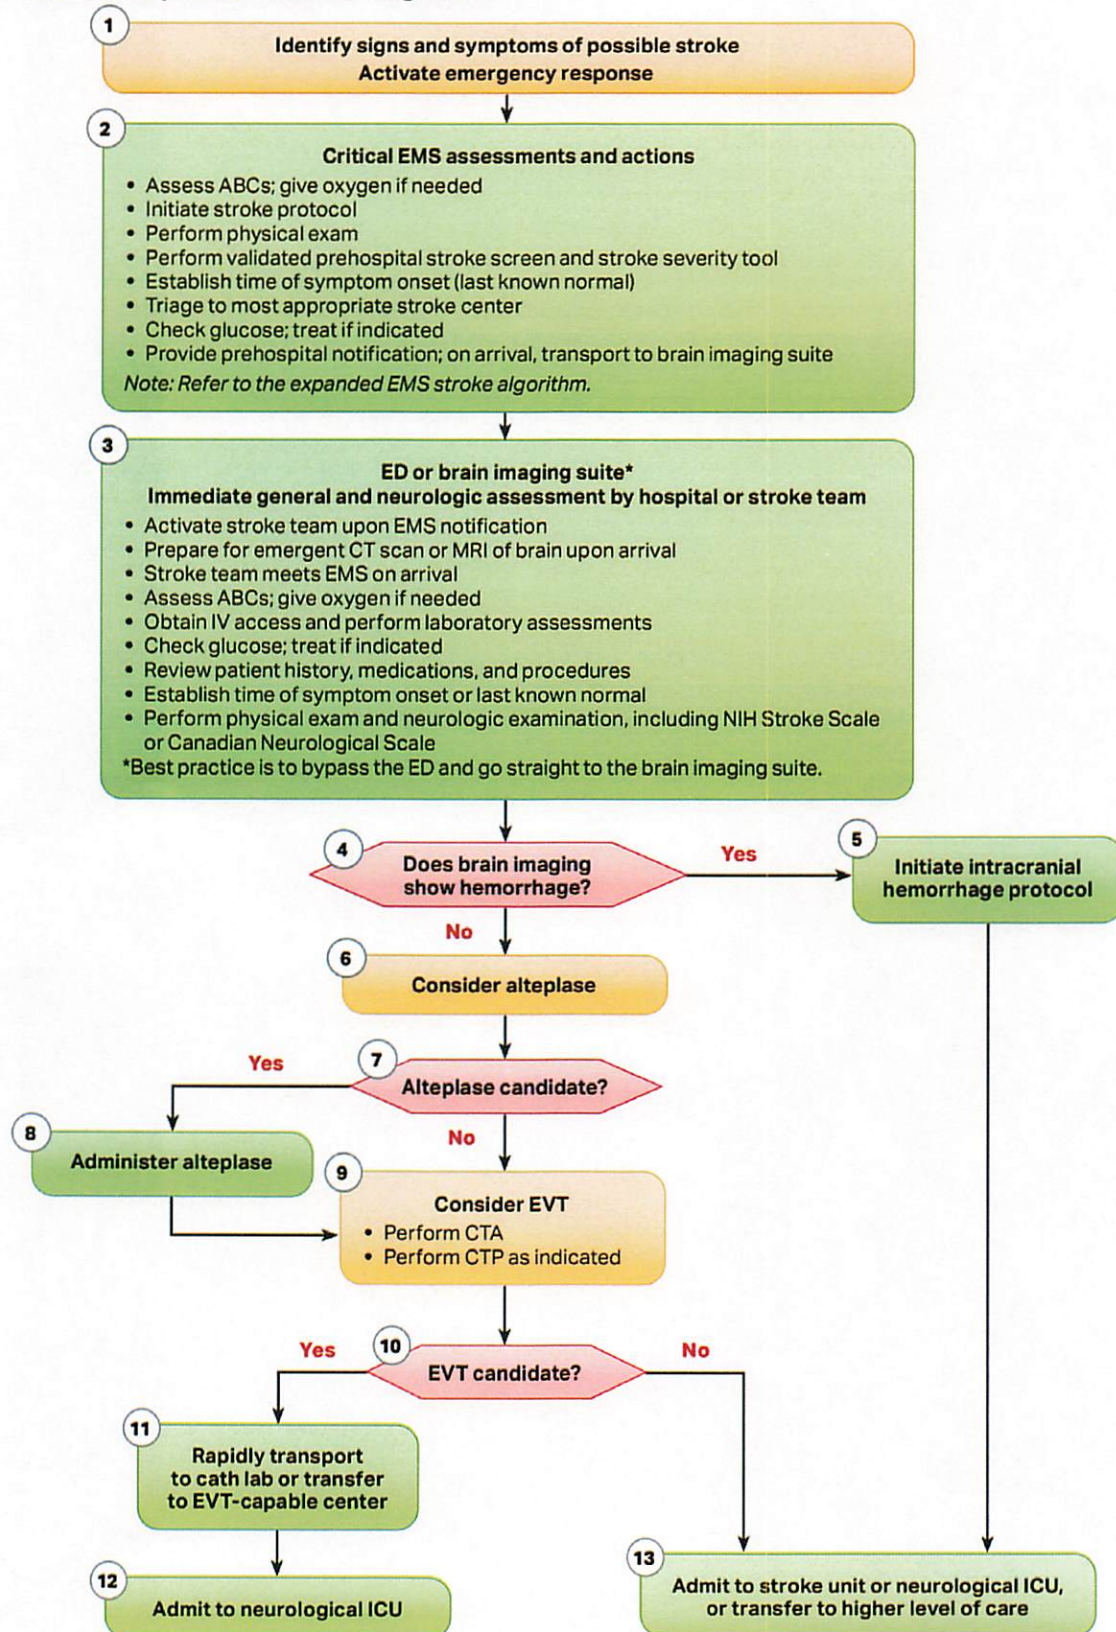 1
Identify signs and symptoms of possible stroke
Activate emergency response
2
Critical EMS assessments and actions
• Assess ABCs; give oxygen if needed
• Initiate stroke protocol
• Perform physical exam
• Perform validated prehospital stroke screen and stroke severity tool
• Establish time of symptom onset (last known normal)
• Triage to most appropriate stroke center
• Check glucose; treat if indicated
• Provide prehospital notification; on arrival, transport to brain imaging suite
Note: Refer to the expanded EMS stroke algorithm.
3
ED or brain imaging suite*
Immediate general and neurologic assessment by hospital or stroke team
• Activate stroke team upon EMS notification
• Prepare for emergent CT scan or MRI of brain upon arrival
• Stroke team meets EMS on arrival
• Assess ABCs; give oxygen if needed
• Obtain IV access and perform laboratory assessments
• Check glucose; treat if indicated
• Review patient history, medications, and procedures
• Establish time of symptom onset or last known normal
• Perform physical exam and neurologic examination, including NIH Stroke Scale
or Canadian Neurological Scale
*Best practice is to bypass the ED and go straight to the brain imaging suite.
4
Does brain imaging
show hemorrhage?
Yes
5
Initiate intracranial
hemorrhage protocol
No
6
Consider alteplase
7
Alteplase candidate?
Yes
8
Administer alteplase
No
9
Consider EVT
• Perform CTA
• Perform CTP as indicated
10
EVT candidate?
Yes
No
11
Rapidly transport
to cath lab or transfer
to EVT-capable center
12
Admit to neurological ICU
13
Admit to stroke unit or neurological ICU,
or transfer to higher level of care